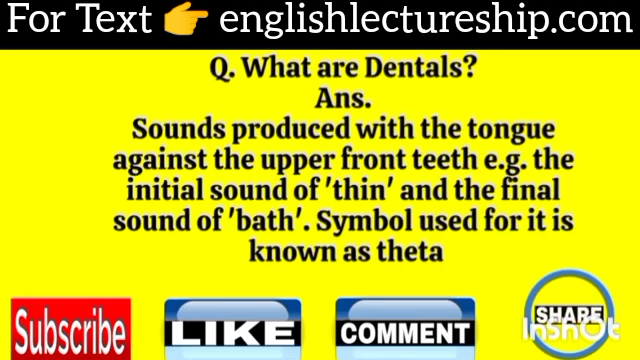 For Text 👉 englishlectureship.com
Q. What are Dentals?
Ans.
Sounds produced with the tongue
against the upper front teeth e.g. the
initial sound of 'thin' and the final
sound of 'bath'. Symbol used for it is
known as theta
Subscribe
LIKE
COMMENT
SHARE
InShOt